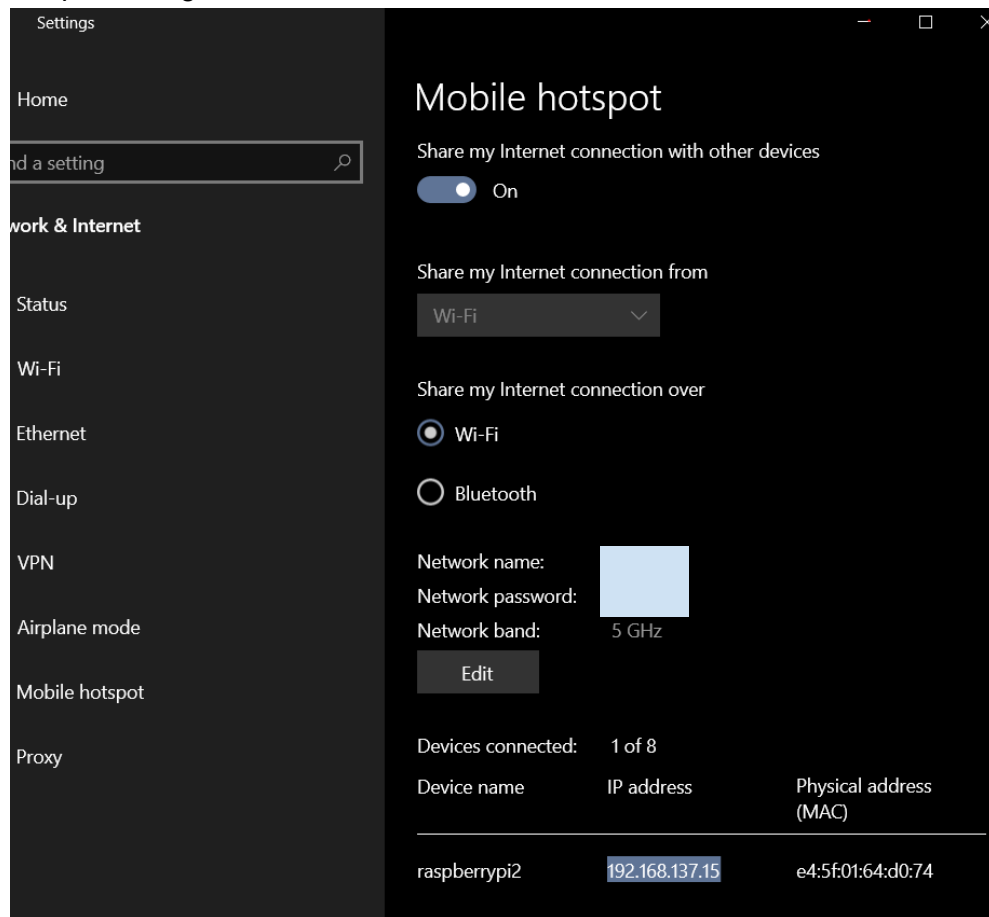 Settings
Home
nd a setting
work & Internet
Status
Wi-Fi
Ethernet
Dial-up
VPN
Airplane mode
Mobile hotspot
Proxy
Mobile hotspot
Share my Internet connection with other devices
On
Share my Internet connection from
Wi-Fi
Share my Internet connection over
Wi-Fi
Bluetooth
Network name:
Network password:
Network band: 5 GHz
Edit
Devices connected: 1 of 8
Device name IP address Physical address
(MAC)
raspberrypi2 192.168.137.15 e4:5f:01:64:d0:74